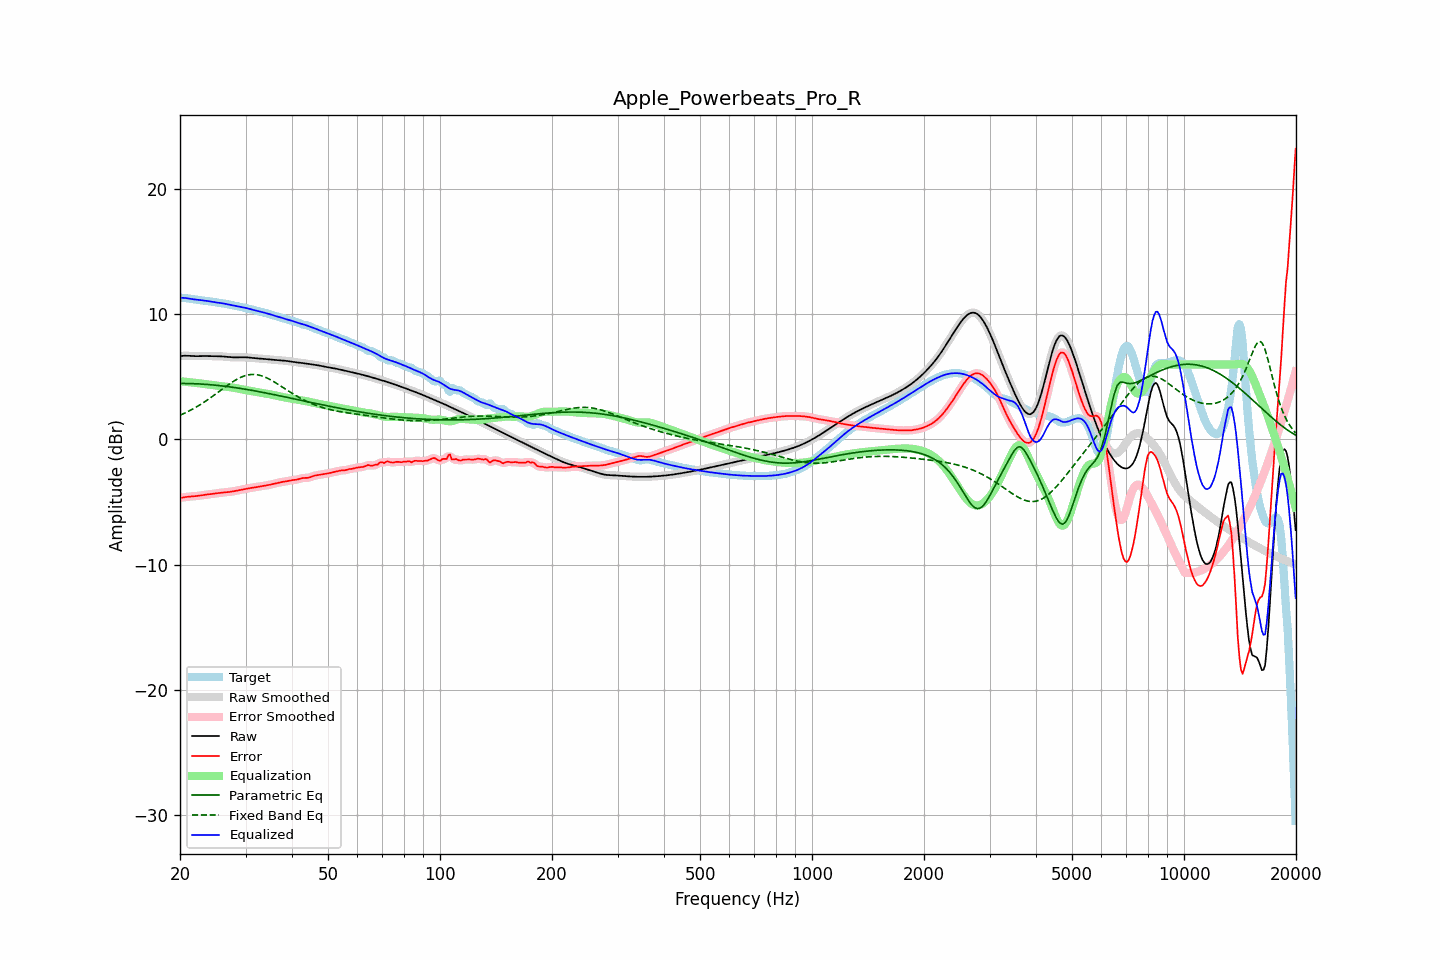 Apple_Powerbeats_Pro_R
Amplitude (dBr)
20
10
0
−10
−20
−30
Target
Raw Smoothed
Error Smoothed
Raw
Error
Equalization
Parametric Eq
Fixed Band Eq
Equalized
20 50 100 200 500 1000 2000 5000 10000 20000
Frequency (Hz)